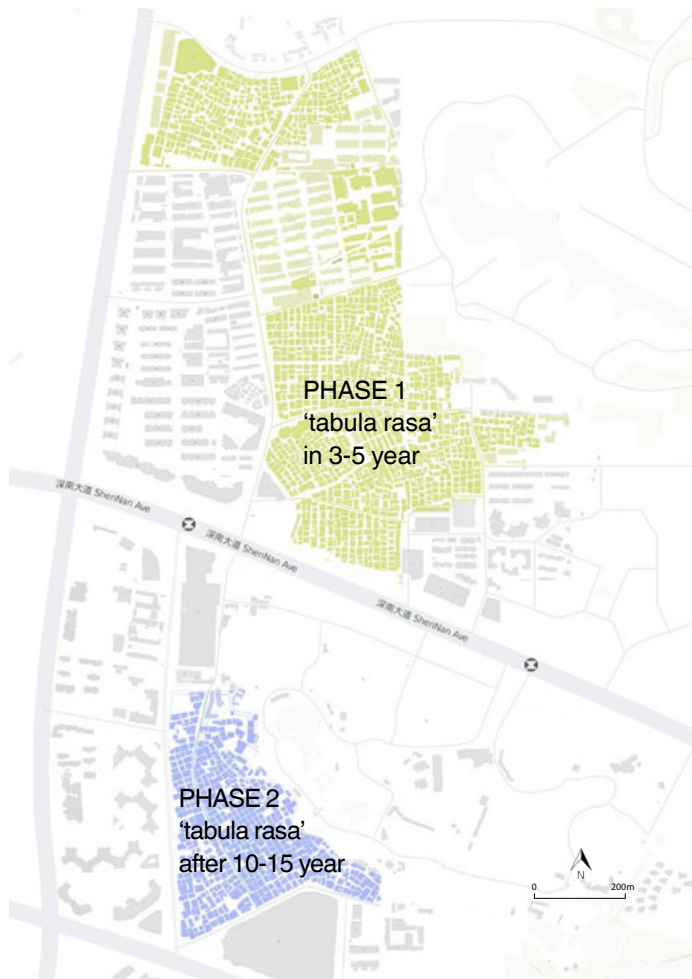 PHASE 1
‘tabula rasa’
in 3-5 year
深南大道 ShenNan Ave
深南大道 ShenNan Ave
深南大道 ShenNan Ave
PHASE 2
‘tabula rasa’
after 10-15 year
N
0 200m